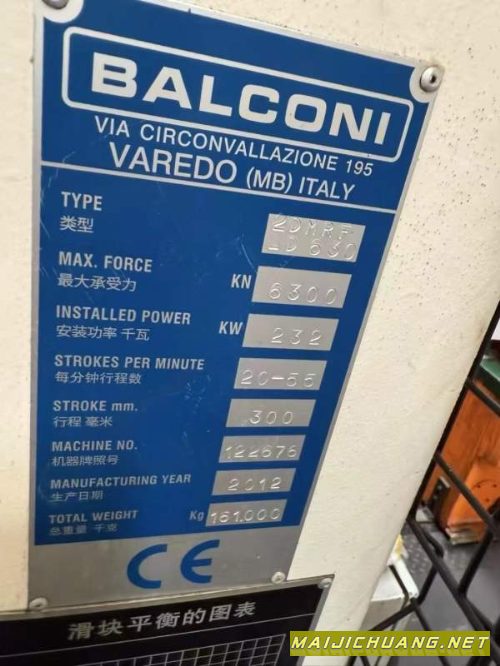 BALCONI
VIA CIRCONVALLAZIONE 195
VAREDO (MB) ITALY
TYPE 2DMRF
类型 LD 630
MAX. FORCE KN 6300
最大承受力
INSTALLED POWER KW 232
安装功率 千瓦
STROKES PER MINUTE 20-55
每分钟行程数
STROKE mm. 300
行程 毫米
MACHINE NO. 122676
机器牌照号
MANUFACTURING YEAR 2012
生产日期
TOTAL WEIGHT Kg 161.000
总重量 千克
CE
滑块平衡的图表
MAIJICHUANG.NET